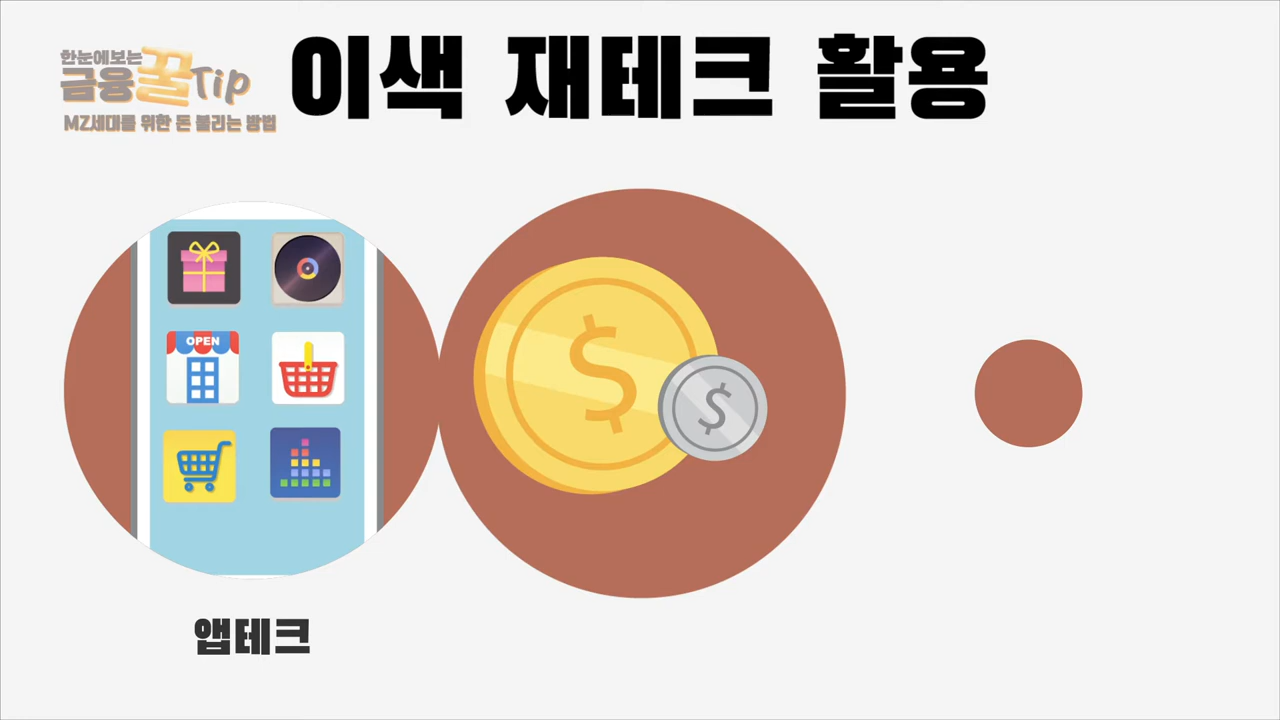 한눈에보는
금융꿀Tip
MZ세대를 위한 돈 불리는 방법
이색 재테크 활용
OPEN
$
$
앱테크